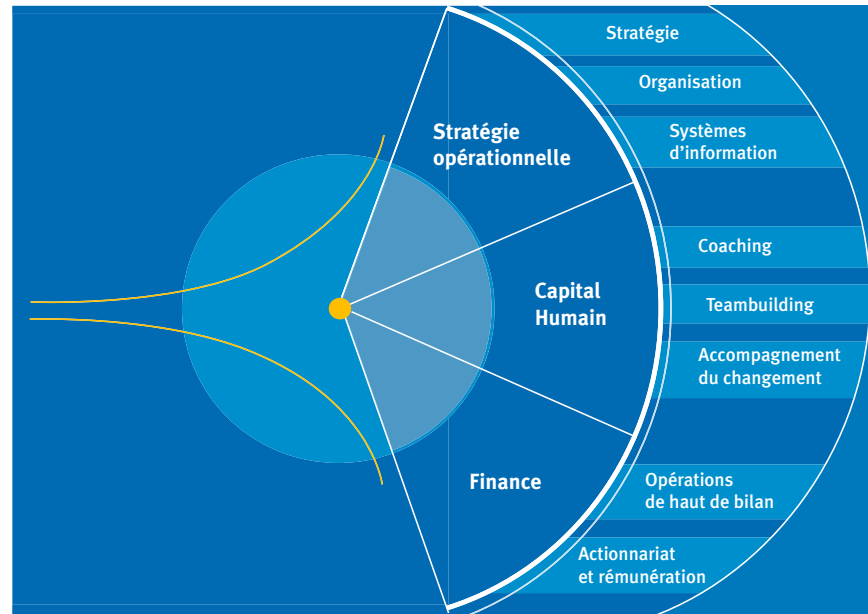 Stratégie
opérationnelle
Stratégie
Organisation
Systèmes
d'information
Capital
Humain
Coaching
Teambuilding
Accompagnement
du changement
Finance
Opérations
de haut de bilan
Actionnariat
et rémunération